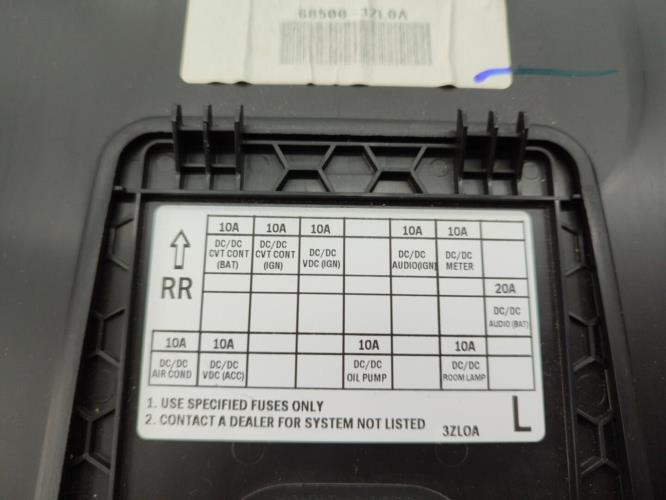 68500-3ZL0A
RR
10A 10A 10A 10A 10A
DC/DC CVT CONT (BAT)
DC/DC CVT CONT (IGN)
DC/DC VDC (IGN)
DC/DC AUDIO(IGN)
DC/DC METER
20A
DC/DC AUDIO (BAT)
10A 10A 10A 10A
DC/DC AIR COND
DC/DC VDC (ACC)
DC/DC OIL PUMP
DC/DC ROOM LAMP
1. USE SPECIFIED FUSES ONLY
2. CONTACT A DEALER FOR SYSTEM NOT LISTED
3ZL0A
L